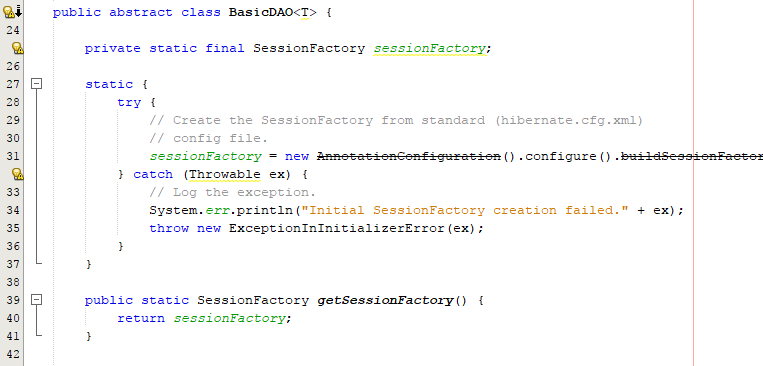 public abstract class BasicDAO<T> {
24
private static final SessionFactory sessionFactory;
26
27 static {
28 try {
29 // Create the SessionFactory from standard (hibernate.cfg.xml)
30 // config file.
31 sessionFactory = new AnnotationConfiguration().configure().buildSessionFactor
} catch (Throwable ex) {
33 // Log the exception.
34 System.err.println("Initial SessionFactory creation failed." + ex);
35 throw new ExceptionInInitializerError(ex);
36 }
37 }
38
39 public static SessionFactory getSessionFactory() {
40 return sessionFactory;
41 }
42